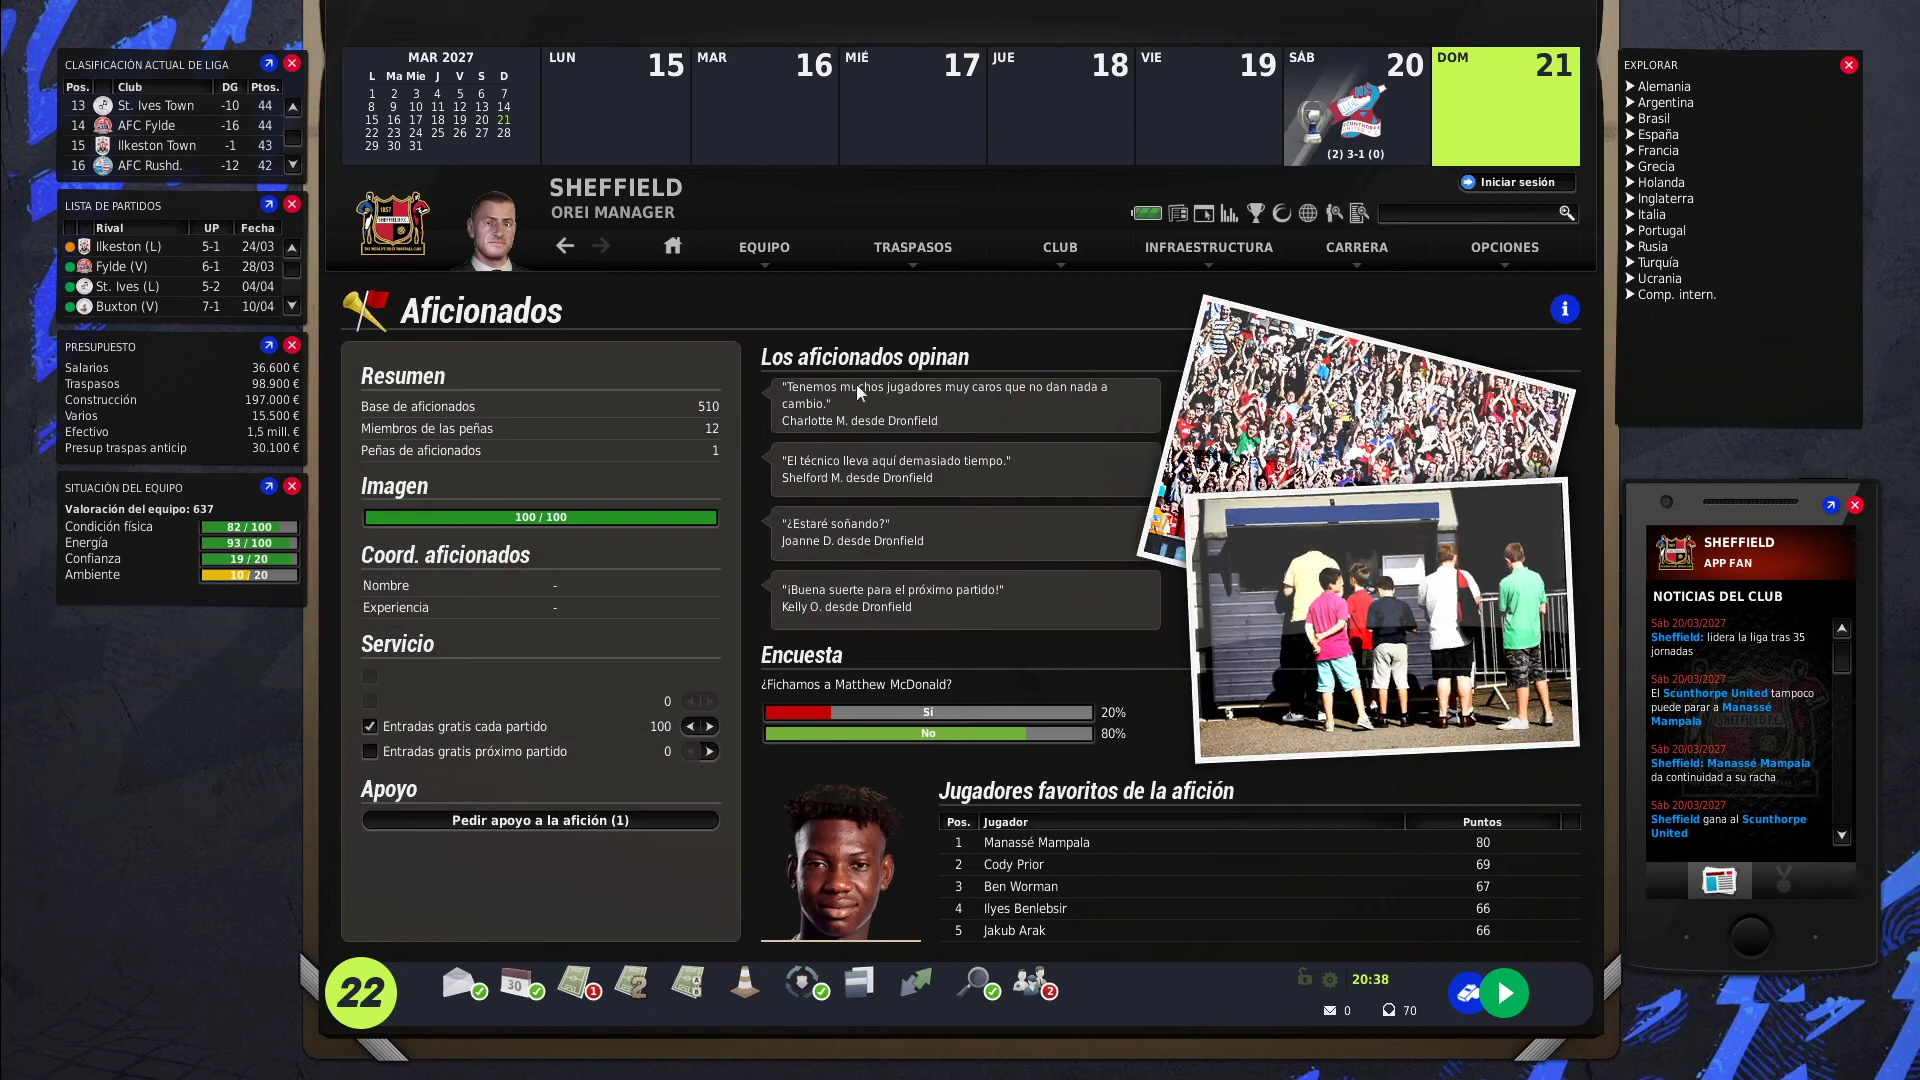 CLASIFICACIÓN ACTUAL DE LIGA
Pos. Club DG Ptos.
13 St. Ives Town -10 44
14 AFC Fylde -16 44
15 Ilkeston Town -1 43
16 AFC Rushd. -12 42
LISTA DE PARTIDOS
Rival UP Fecha
Ilkeston (L) 5-1 24/03
Fylde (V) 6-1 28/03
St. Ives (L) 5-2 04/04
Buxton (V) 7-1 10/04
PRESUPUESTO
Salarios 36.600 €
Traspasos 98.900 €
Construcción 197.000 €
Varios 15.500 €
Efectivo 1,5 mill. €
Presup traspas anticip 30.100 €
SITUACIÓN DEL EQUIPO
Valoración del equipo: 637
Condición física 82 / 100
Energía 93 / 100
Confianza 19 / 20
Ambiente 10 / 20
MAR 2027
L Ma Mie J V S D
1 2 3 4 5 6 7
8 9 10 11 12 13 14
15 16 17 18 19 20 21
22 23 24 25 26 27 28
29 30 31
LUN 15
MAR 16
MIÉ 17
JUE 18
VIE 19
SÁB 20
(2) 3-1 (0)
DOM 21
SHEFFIELD
OREI MANAGER
Iniciar sesión
EQUIPO TRASPASOS CLUB INFRAESTRUCTURA CARRERA OPCIONES
Aficionados
Resumen
Base de aficionados 510
Miembros de las peñas 12
Peñas de aficionados 1
Imagen
100 / 100
Coord. aficionados
Nombre -
Experiencia -
Servicio
0
Entradas gratis cada partido 100
Entradas gratis próximo partido 0
Apoyo
Pedir apoyo a la afición (1)
Los aficionados opinan
"Tenemos muchos jugadores muy caros que no dan nada a
cambio."
Charlotte M. desde Dronfield
"El técnico lleva aquí demasiado tiempo."
Shelford M. desde Dronfield
"¿Estaré soñando?"
Joanne D. desde Dronfield
"¡Buena suerte para el próximo partido!"
Kelly O. desde Dronfield
Encuesta
¿Fichamos a Matthew McDonald?
Sí 20%
No 80%
Jugadores favoritos de la afición
Pos. Jugador Puntos
1 Manassé Mampala 80
2 Cody Prior 69
3 Ben Worman 67
4 Ilyes Benlebsir 66
5 Jakub Arak 66
EXPLORAR
Alemania
Argentina
Brasil
España
Francia
Grecia
Holanda
Inglaterra
Italia
Portugal
Rusia
Turquía
Ucrania
Comp. intern.
SHEFFIELD
APP FAN
NOTICIAS DEL CLUB
Sáb 20/03/2027
Sheffield: lidera la liga tras 35
jornadas
Sáb 20/03/2027
El Scunthorpe United tampoco
puede parar a Manassé
Mampala
Sáb 20/03/2027
Sheffield: Manassé Mampala
da continuidad a su racha
Sáb 20/03/2027
Sheffield gana al Scunthorpe
United
22
30
1
2
2
20:38
0 70